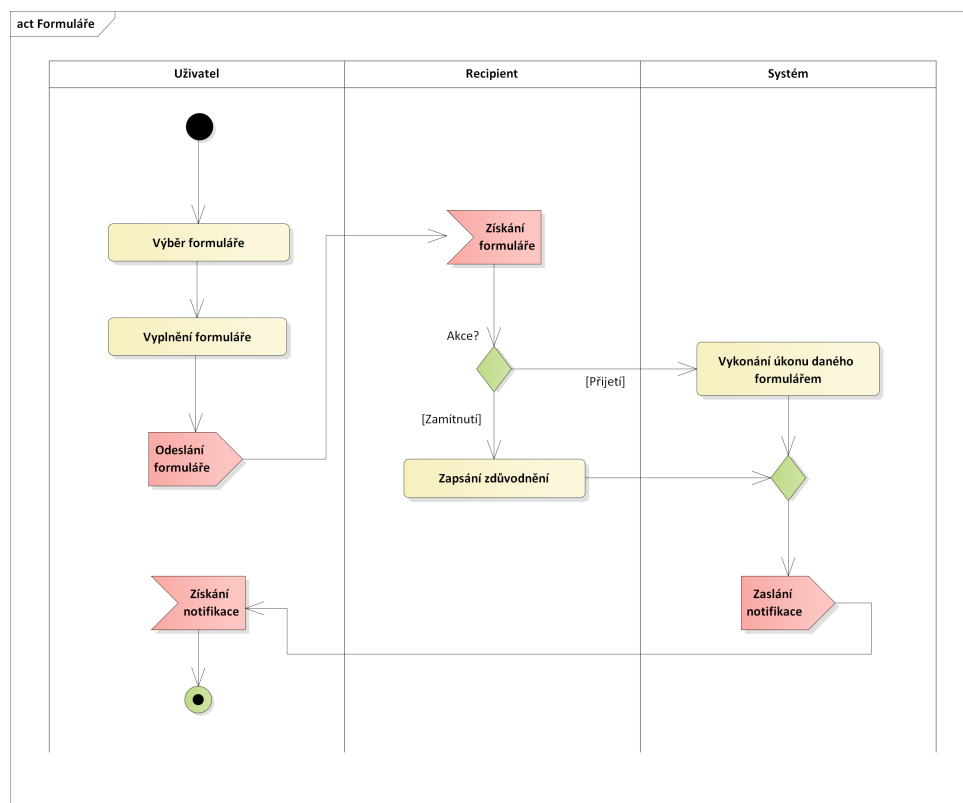 act Formuláře
Uživatel
Recipient
Systém
Výběr formuláře
Získání
formuláře
Vyplnění formuláře
Akce?
Vykonání úkonu daného
formulářem
[Přijetí]
[Zamítnutí]
Odeslání
formuláře
Zapsání zdůvodnění
Získání
notifikace
Zaslání
notifikace